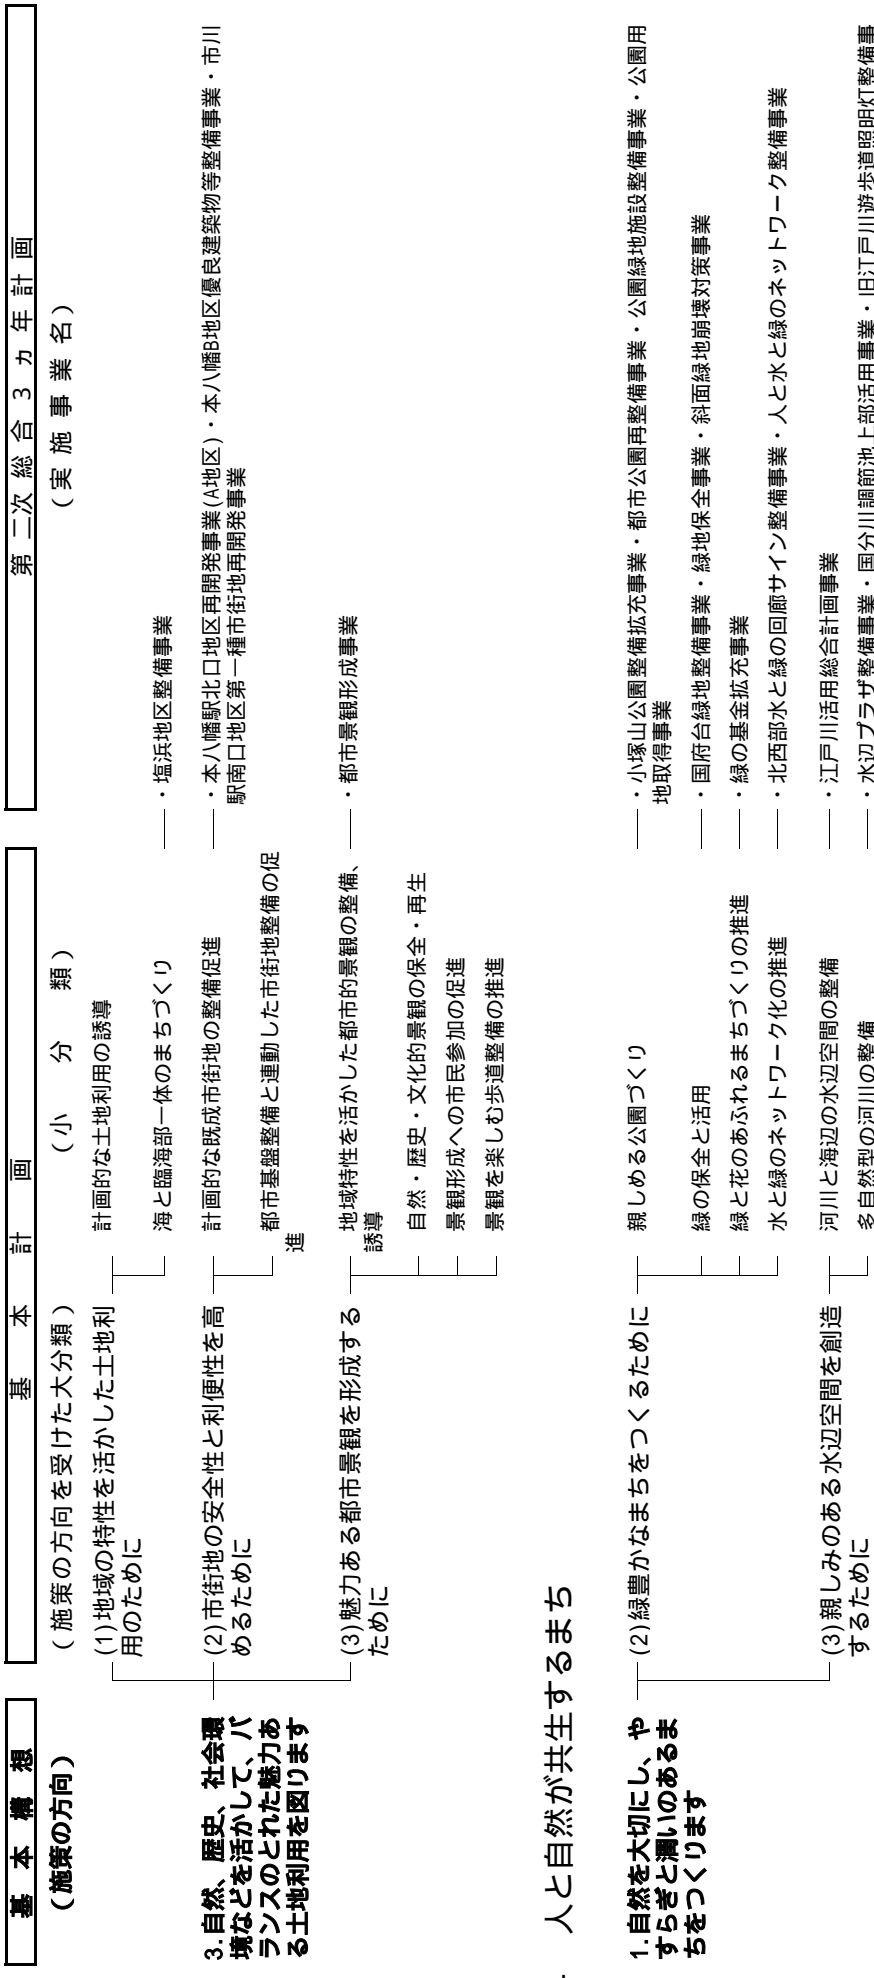 基本構想
(施策の方向)
基本計画
(施策の方向を受けた大分類)
(小分類)
第二次総合3ヵ年計画
(実施事業名)
3.自然、歴史、社会環
境などを活かして、バ
ランスのとれた魅力あ
る土地利用を図ります
(1)地域の特性を活かした土地利
用のために
計画的な土地利用の誘導
海と臨海部一体のまちづくり
・塩浜地区整備事業
(2)市街地の安全性と利便性を高
めるために
計画的な既成市街地の整備促進
・本八幡駅北口地区再開発事業(A地区)・本八幡B地区優良建築物等整備事業・市川
駅南口地区第一種市街地再開発事業
都市基盤整備と連動した市街地整備の促
進
(3)魅力ある都市景観を形成する
ために
地域特性を活かした都市的景観の整備、
誘導
・都市景観形成事業
自然・歴史・文化的景観の保全・再生
景観形成への市民参加の促進
景観を楽しむ歩道整備の推進
人と自然が共生するまち
1.自然を大切にし、や
すらぎと潤いのあるま
ちをつくります
(2)緑豊かなまちをつくるために
親しめる公園づくり
・小塚山公園整備拡充事業・都市公園再整備事業・公園緑地施設整備事業・公園用
地取得事業
緑の保全と活用
・国府台緑地整備事業・緑地保全事業・斜面緑地崩壊対策事業
緑と花のあふれるまちづくりの推進
・緑の基金拡充事業
水と緑のネットワーク化の推進
・北西部水と緑の回廊サイン整備事業・人と水と緑のネットワーク整備事業
(3)親しみのある水辺空間を創造
するために
河川と海辺の水辺空間の整備
・江戸川活用総合計画事業
多自然型の河川の整備
・水辺プラザ整備事業・国分川調節池上部活用事業・旧江戸川遊歩道照明灯整備事